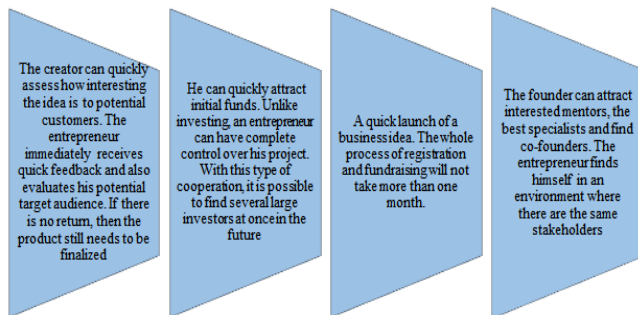 The creator can quickly
assess how interesting
the idea is to potential
customers. The
entrepreneur
immediately receives
quick feedback and also
evaluates his potential
target audience. If there
is no return, then the
product still needs to be
finalized
He can quickly attract
initial funds. Unlike
investing, an entrepreneur
can have complete
control over his project.
With this type of
cooperation, it is possible
to find several large
investors at once in the
future
A quick launch of a
business idea. The whole
process of registration
and fundraising will not
take more than one
month.
The founder can attract
interested mentors, the
best specialists and find
co-founders. The
entrepreneur finds
himself in an
environment where
there are the same
stakeholders